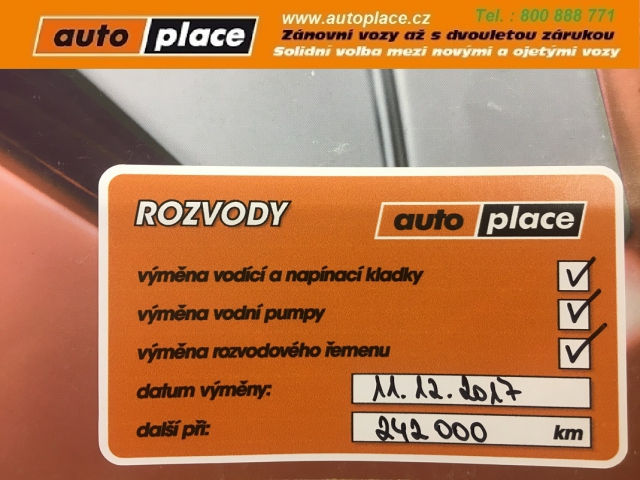 auto place
www.autoplace.cz
Tel. : 800 888 771
Zánovní vozy až s dvouletou zárukou
Solidní volba mezi novými a ojetými vozy
ROZVODY
auto place
výměna vodící a napínací kladky
výměna vodní pumpy
výměna rozvodového řemenu
datum výměny: 11.12.2017
další při: 242 000 km